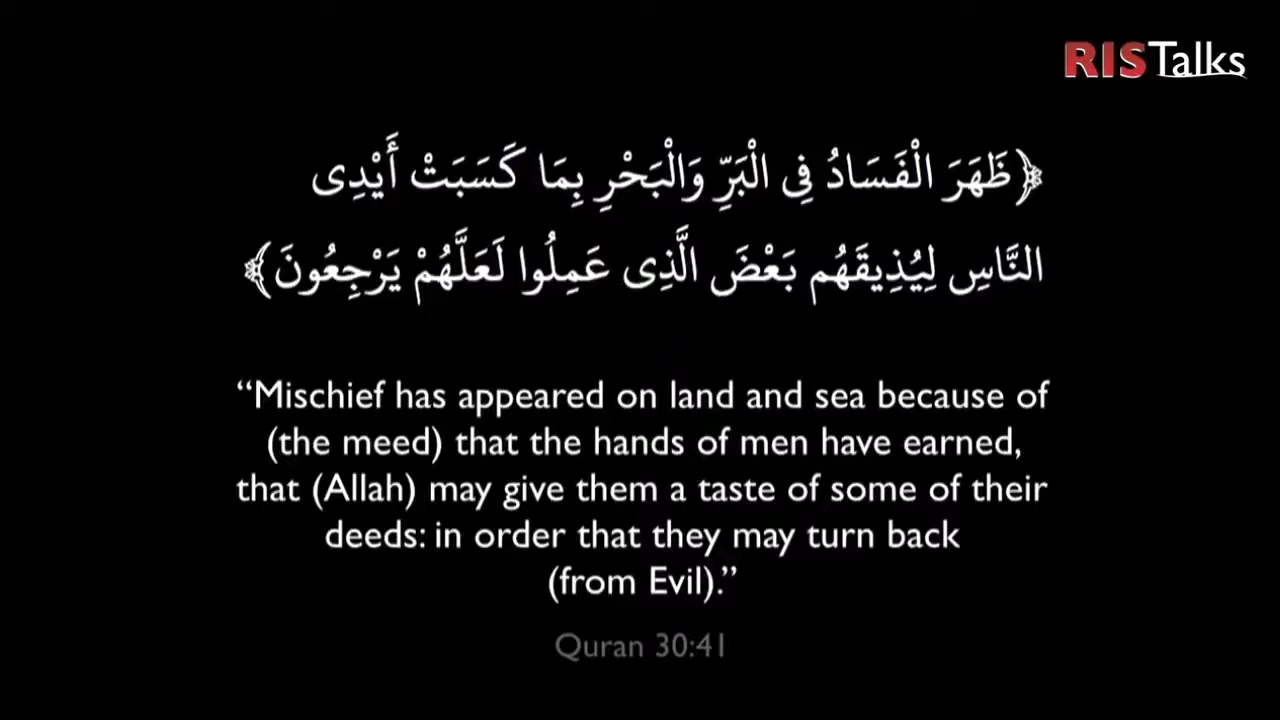 RISTalks
﴿ظَهَرَ الْفَسَادُ فِي الْبَرِّ وَالْبَحْرِ بِمَا كَسَبَتْ أَيْدِى
النَّاسِ لِيُذِيقَهُم بَعْضَ الَّذِى عَمِلُوا لَعَلَّهُمْ يَرْجِعُونَ﴾
“Mischief has appeared on land and sea because of
(the meed) that the hands of men have earned,
that (Allah) may give them a taste of some of their
deeds: in order that they may turn back
(from Evil).”
Quran 30:41